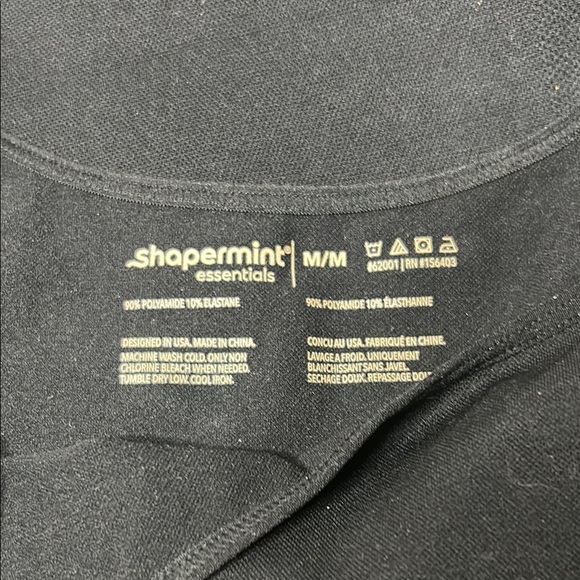 shapermint®
essentials
M/M
#62001 | RN #156403
90% POLYAMIDE 10% ELASTANE
90% POLYAMIDE 10% ÉLASTHANNE
DESIGNED IN USA. MADE IN CHINA.
MACHINE WASH COLD. ONLY NON
CHLORINE BLEACH WHEN NEEDED.
TUMBLE DRY LOW. COOL IRON.
CONCU AU USA. FABRIQUÉ EN CHINE.
LAVAGE A FROID. UNIQUEMENT
BLANCHISSANT SANS JAVEL.
SECHAGE DOUX. REPASSAGE